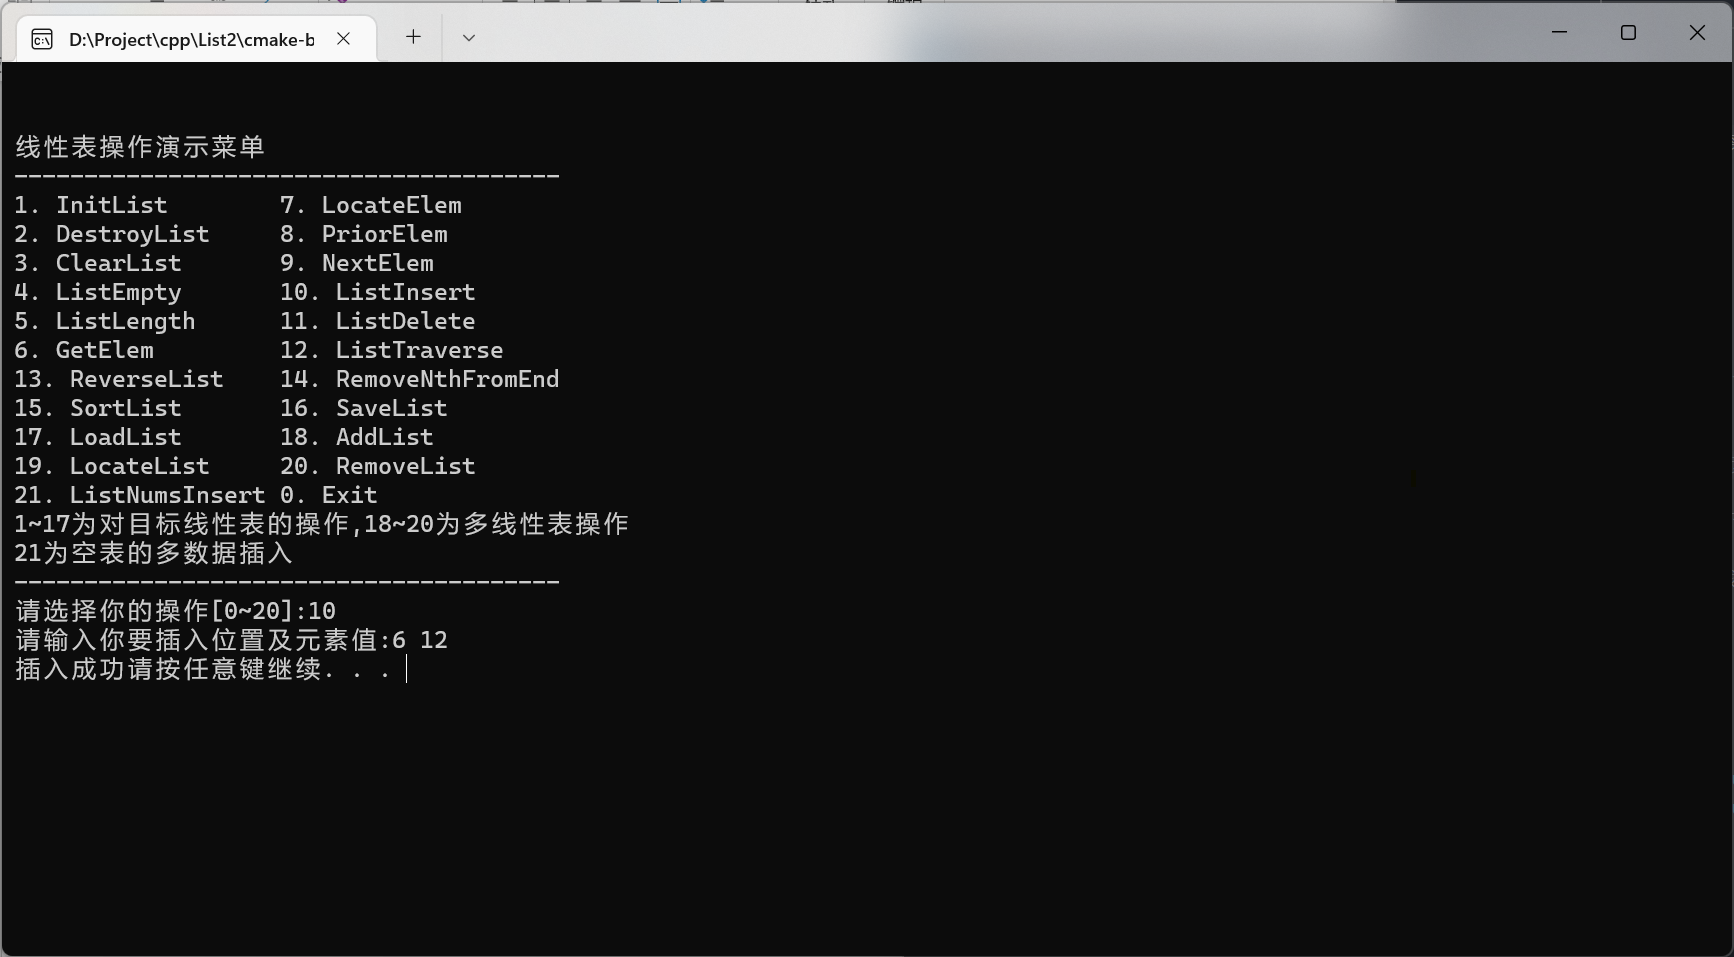 D:\Project\cpp\List2\cmake-b
线性表操作演示菜单
---------------------------------------
1. InitList        7. LocateElem
2. DestroyList     8. PriorElem
3. ClearList       9. NextElem
4. ListEmpty       10. ListInsert
5. ListLength      11. ListDelete
6. GetElem         12. ListTraverse
13. ReverseList    14. RemoveNthFromEnd
15. SortList       16. SaveList
17. LoadList       18. AddList
19. LocateList     20. RemoveList
21. ListNumsInsert 0. Exit
1~17为对目标线性表的操作,18~20为多线性表操作
21为空表的多数据插入
---------------------------------------
请选择你的操作[0~20]:10
请输入你要插入位置及元素值:6 12
插入成功请按任意键继续. . .